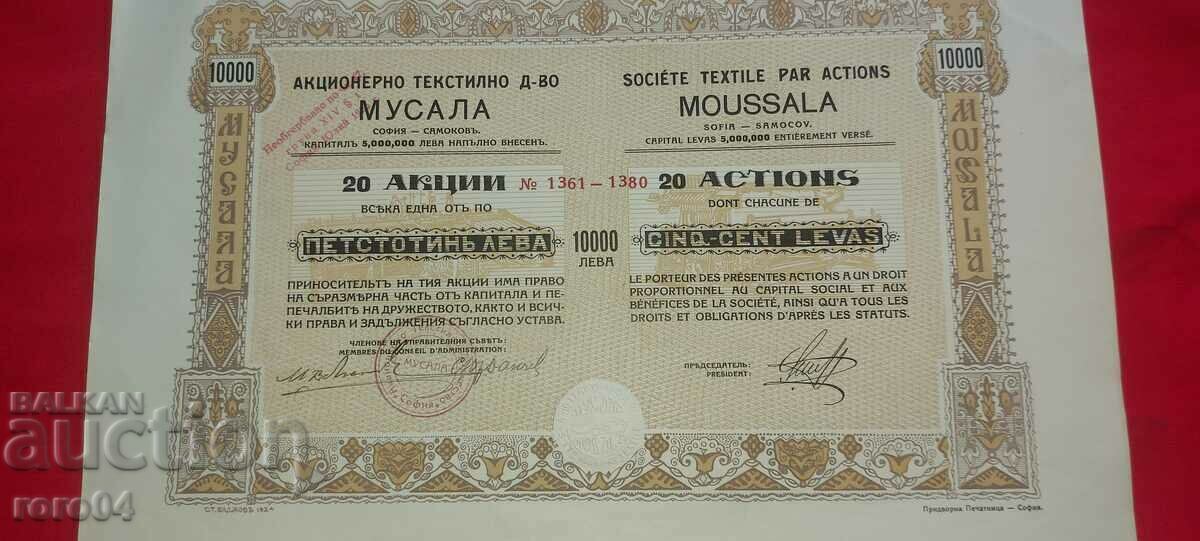 10000
10000
АКЦИОНЕРНО ТЕКСТИЛНО Д-ВО
МУСАЛА
СОФИЯ — САМОКОВЪ.
КАПИТАЛЪ 5,000,000 ЛЕВА НАПЪЛНО ВНЕСЕНЪ.
SOCIÉTE TEXTILE PAR ACTIONS
MOUSSALA
SOFIA — SAMOCOV.
CAPITAL LEVAS 5,000,000 ENTIÈREMENT VERSÉ.
МУСАЛА
MUSSALA
20 АКЦИИ № 1361 — 1380 20 ACTIONS
ВСѢКА ЕДНА ОТЪ ПО
ПЕТСТОТИНЬ ЛЕВА
10000
ЛЕВА
DONT CHACUNE DE
CINQ-CENT LEVAS
ПРИНОСИТЕЛЬТЪ НА ТИЯ АКЦИИ ИМА ПРАВО
НА СЪРАЗМѢРНА ЧАСТЬ ОТЪ КАПИТАЛА И ПЕ-
ЧАЛБИТѢ НА ДРУЖЕСТВОТО, КАКТО И ВСИЧ-
КИ ПРАВА И ЗАДЪЛЖЕНИЯ СЪГЛАСНО УСТАВА.
LE PORTEUR DES PRÉSENTES ACTIONS A UN DROIT
PROPORTIONNEL AU CAPITAL SOCIAL ET AUX
BÉNÉFICES DE LA SOCIÉTÉ, AINSI QU'A TOUS LES
DROITS ET OBLIGATIONS D'APRÈS LES STATUTS.
ЧЛЕНОВЕ НА УПРАВИТЕЛНИЯ СЪВѢТЪ:
MEMBRES DU CONSEIL D'ADMINISTRATION:
ПРЕДСЕДАТЕЛЬ:
PRESIDENT:
МУСАЛА
София
BALKAN
auction
roro04
СТ. БАДЖОВЪ 1924
Придворна Печатница — София.